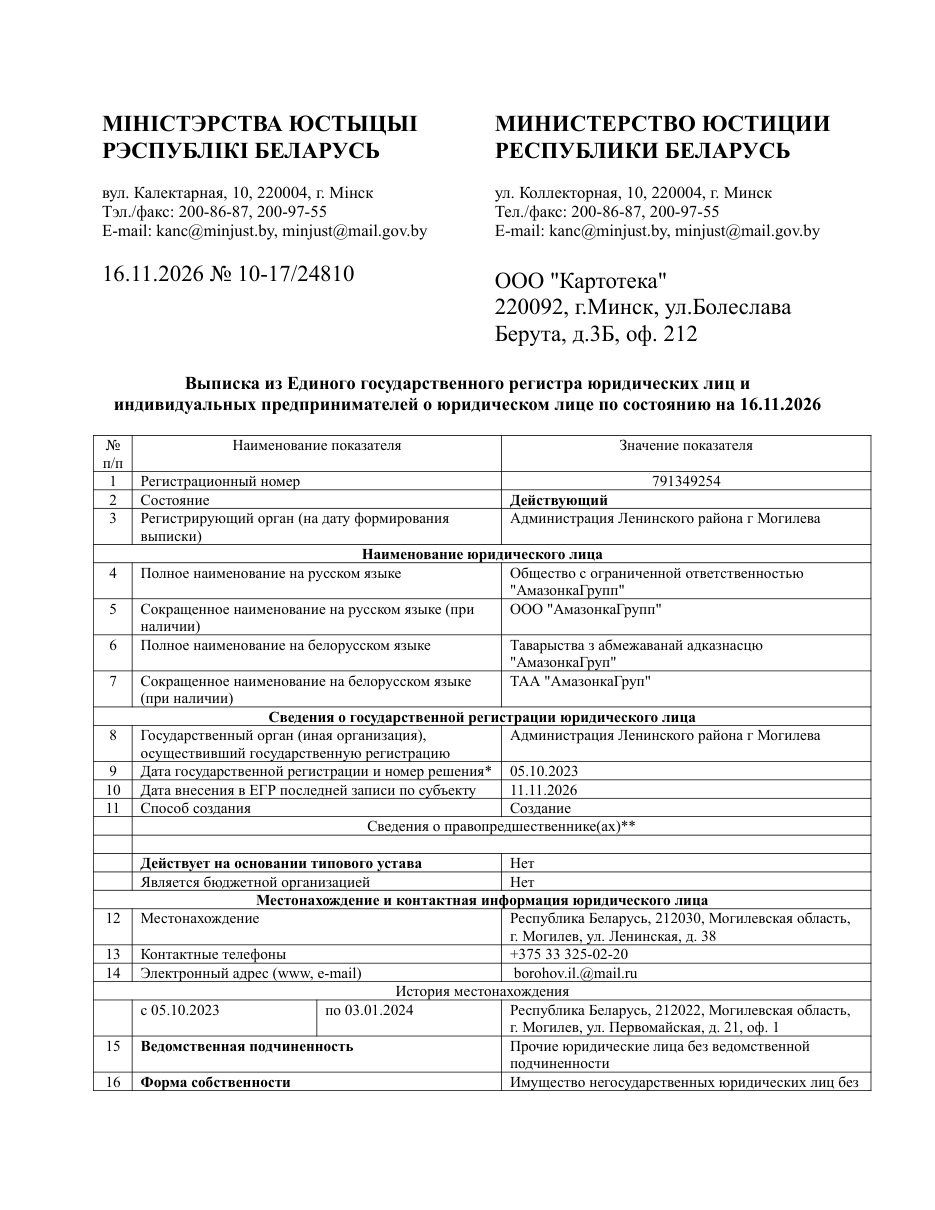 МІНІСТЭРСТВА ЮСТЫЦЫІ
РЭСПУБЛІКІ БЕЛАРУСЬ
вул. Калектарная, 10, 220004, г. Мінск
Тэл./факс: 200-86-87, 200-97-55
E-mail: kanc@minjust.by, minjust@mail.gov.by
16.11.2026 № 10-17/24810
МИНИСТЕРСТВО ЮСТИЦИИ
РЕСПУБЛИКИ БЕЛАРУСЬ
ул. Коллекторная, 10, 220004, г. Минск
Тел./факс: 200-86-87, 200-97-55
E-mail: kanc@minjust.by, minjust@mail.gov.by
ООО "Картотека"
220092, г.Минск, ул.Болеслава
Берута, д.3Б, оф. 212
Выписка из Единого государственного регистра юридических лиц и
индивидуальных предпринимателей о юридическом лице по состоянию на 16.11.2026
№ Наименование показателя Значение показателя
п/п
1 Регистрационный номер 791349254
2 Состояние Действующий
3 Регистрирующий орган (на дату формирования Администрация Ленинского района г Могилева
выписки)
Наименование юридического лица
4 Полное наименование на русском языке Общество с ограниченной ответственностью
"АмазонкаГрупп"
5 Сокращенное наименование на русском языке (при ООО "АмазонкаГрупп"
наличии)
6 Полное наименование на белорусском языке Таварыства з абмежаванай адказнасцю
"АмазонкаГруп"
7 Сокращенное наименование на белорусском языке ТАА "АмазонкаГруп"
(при наличии)
Сведения о государственной регистрации юридического лица
8 Государственный орган (иная организация), Администрация Ленинского района г Могилева
осуществивший государственную регистрацию
9 Дата государственной регистрации и номер решения* 05.10.2023
10 Дата внесения в ЕГР последней записи по субъекту 11.11.2026
11 Способ создания Создание
Сведения о правопредшественнике(ах)**
Действует на основании типового устава Нет
Является бюджетной организацией Нет
Местонахождение и контактная информация юридического лица
12 Местонахождение Республика Беларусь, 212030, Могилевская область,
г. Могилев, ул. Ленинская, д. 38
13 Контактные телефоны +375 33 325-02-20
14 Электронный адрес (www, e-mail) borohov.il.@mail.ru
История местонахождения
с 05.10.2023 по 03.01.2024 Республика Беларусь, 212022, Могилевская область,
г. Могилев, ул. Первомайская, д. 21, оф. 1
15 Ведомственная подчиненность Прочие юридические лица без ведомственной
подчиненности
16 Форма собственности Имущество негосударственных юридических лиц без